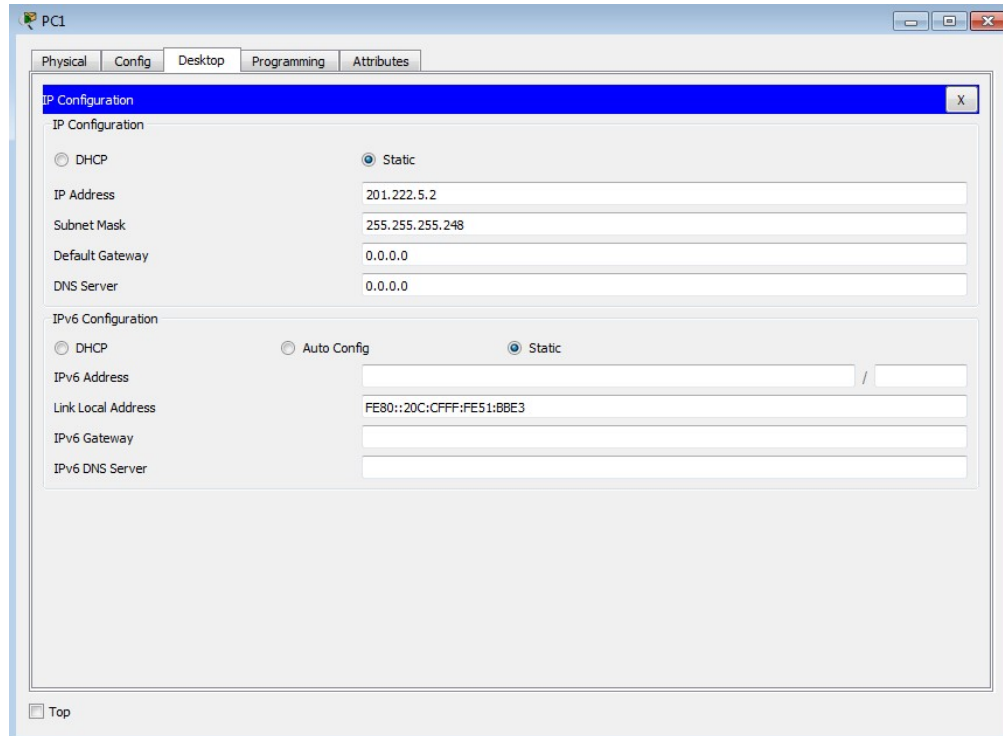 PC1
Physical Config Desktop Programming Attributes
IP Configuration X
IP Configuration
DHCP Static
IP Address 201.222.5.2
Subnet Mask 255.255.255.248
Default Gateway 0.0.0.0
DNS Server 0.0.0.0
IPv6 Configuration
DHCP Auto Config Static
IPv6 Address /
Link Local Address FE80::20C:CFFF:FE51:BBE3
IPv6 Gateway
IPv6 DNS Server
Top